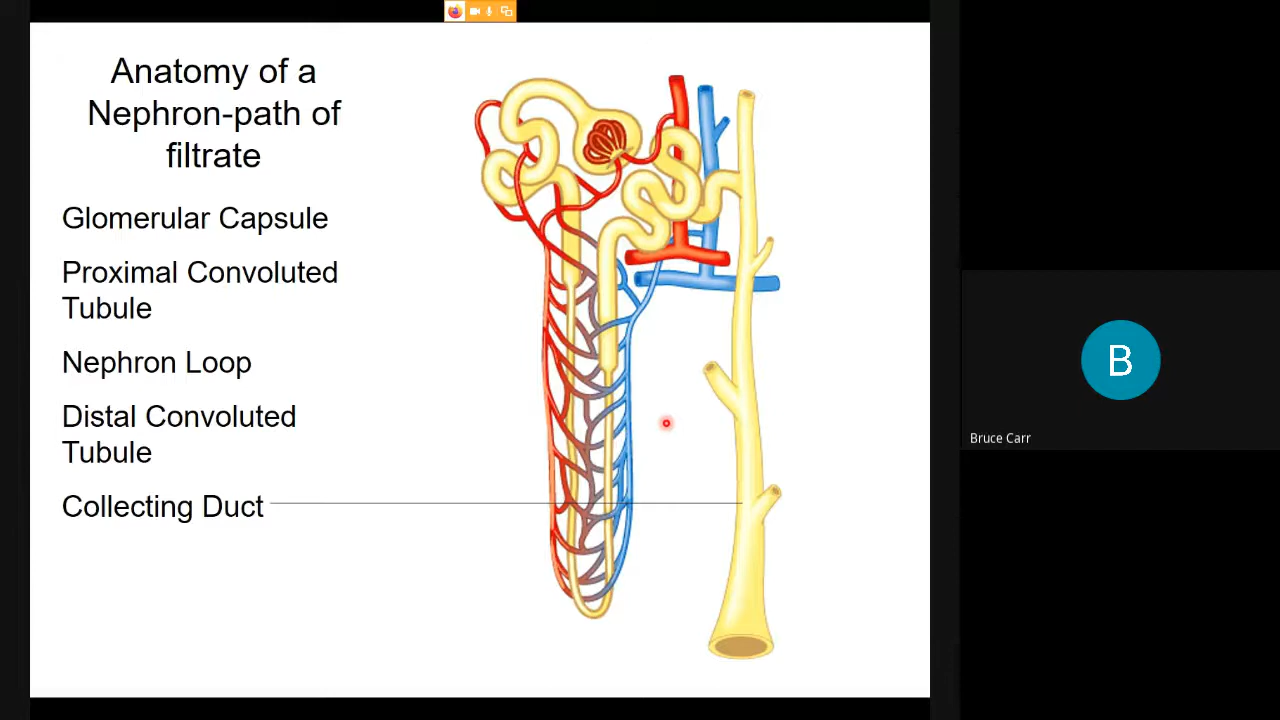 Anatomy of a
Nephron-path of
filtrate
Glomerular Capsule
Proximal Convoluted
Tubule
Nephron Loop
Distal Convoluted
Tubule
Collecting Duct
B
Bruce Carr